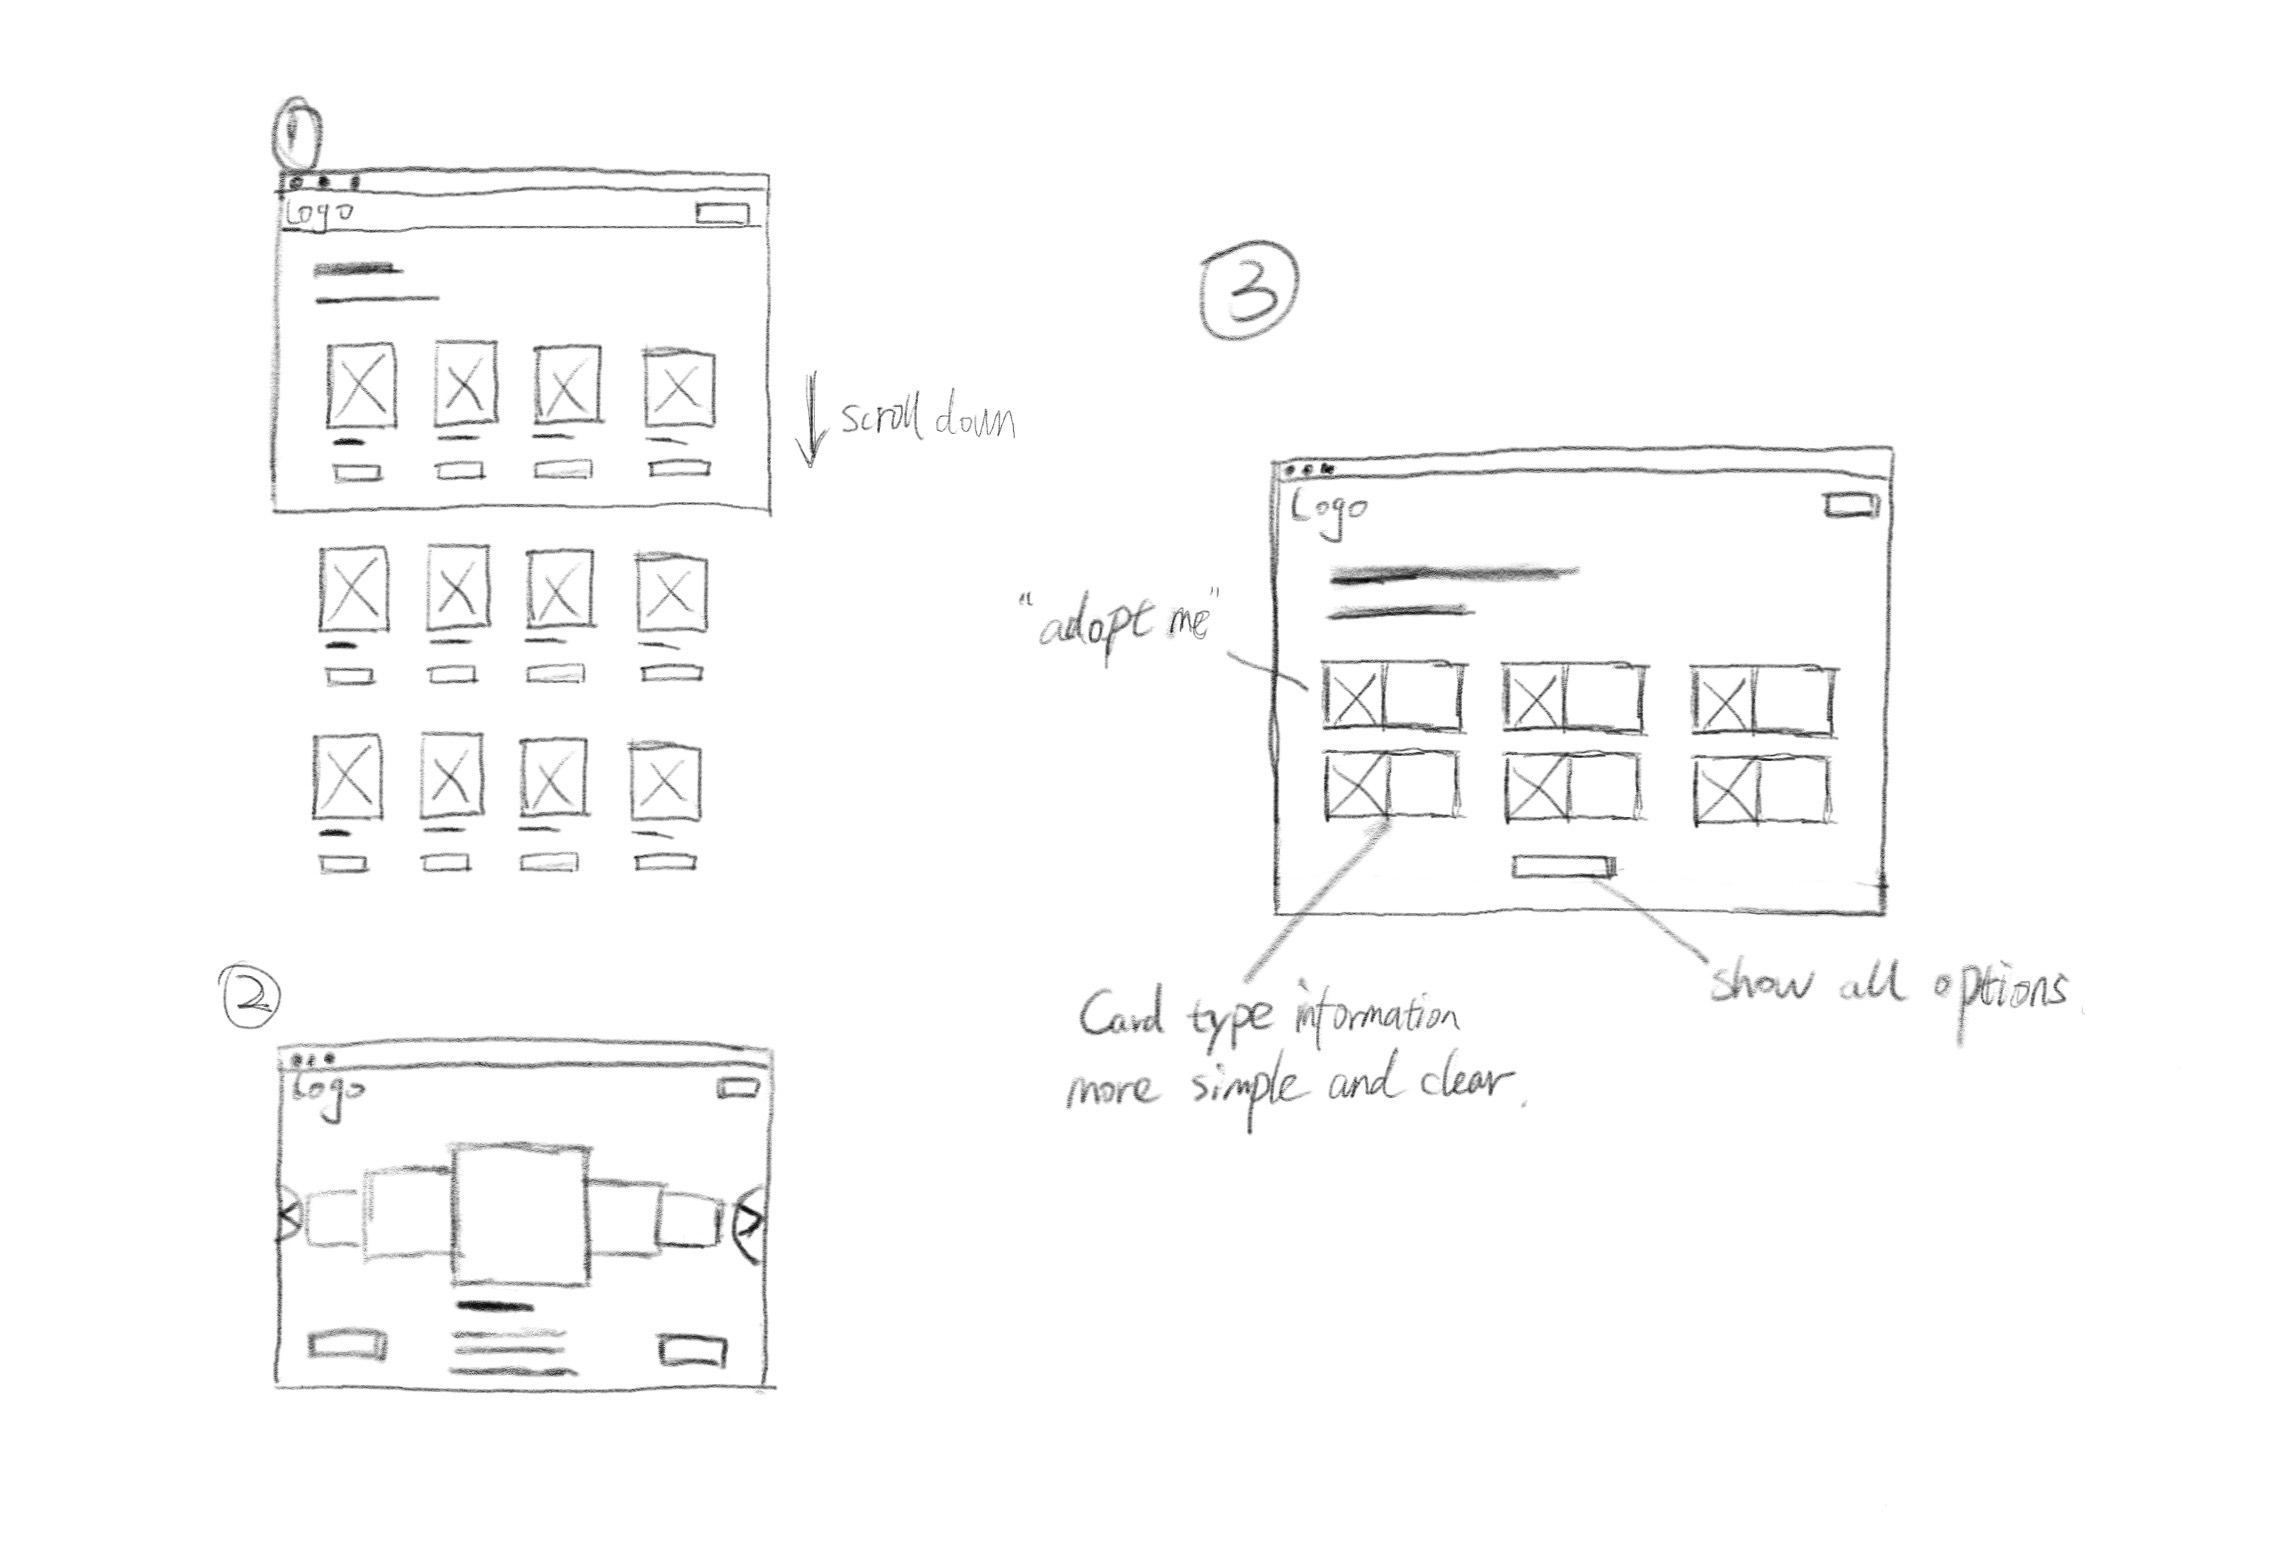 1
Logo
scroll down
2
Logo
3
Logo
"adopt me"
show all options.
Card type information
more simple and clear.